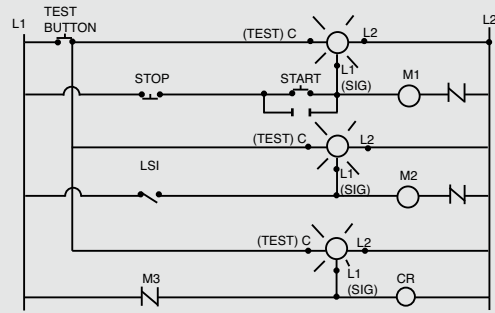 TEST
L1 BUTTON (TEST) C L2 L2
L1
(SIG)
STOP START M1
(TEST) C L2
LSI
L1
(SIG)
M2
(TEST) C L2
L1
(SIG)
M3 CR